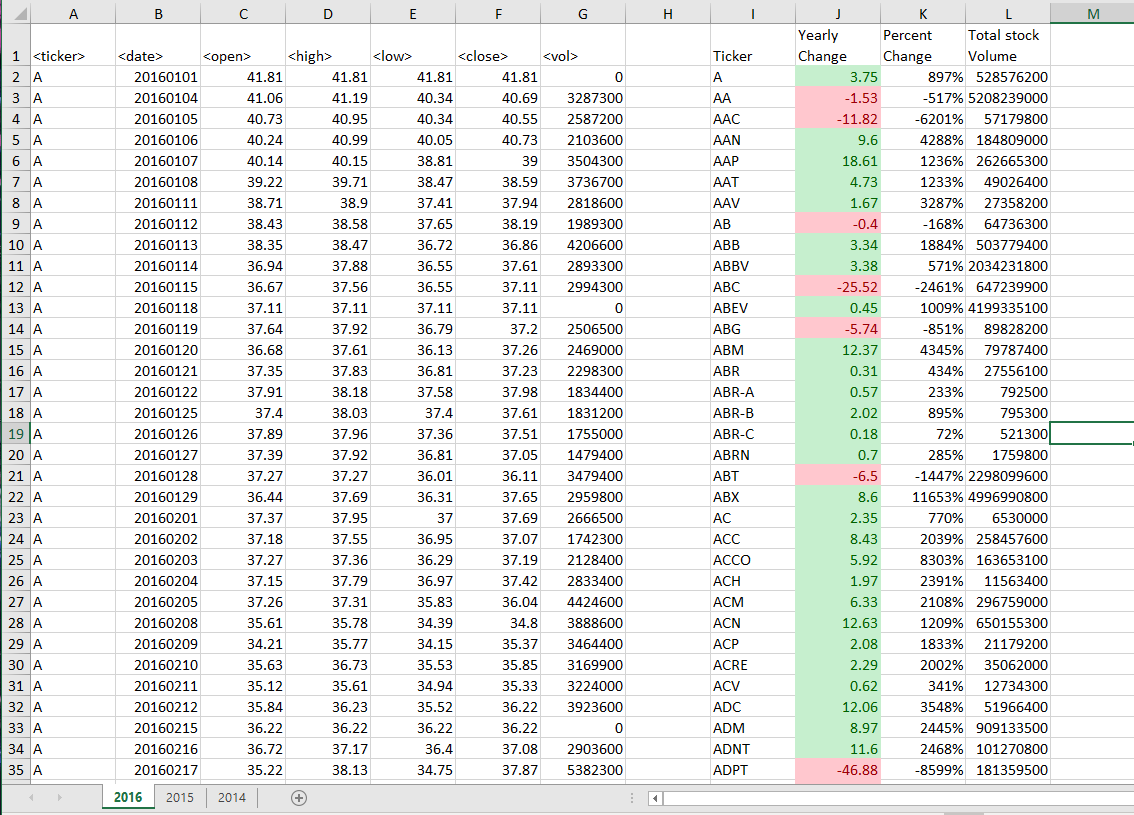 A B C D E F G H I J K L M
Yearly Percent Total stock
1 <ticker> <date> <open> <high> <low> <close> <vol> Ticker Change Change Volume
2 A 20160101 41.81 41.81 41.81 41.81 0 A 3.75 897% 528576200
3 A 20160104 41.06 41.19 40.34 40.69 3287300 AA -1.53 -517% 5208239000
4 A 20160105 40.73 40.95 40.34 40.55 2587200 AAC -11.82 -6201% 57179800
5 A 20160106 40.24 40.99 40.05 40.73 2103600 AAN 9.6 4288% 184809000
6 A 20160107 40.14 40.15 38.81 39 3504300 AAP 18.61 1236% 262665300
7 A 20160108 39.22 39.71 38.47 38.59 3736700 AAT 4.73 1233% 49026400
8 A 20160111 38.71 38.9 37.41 37.94 2818600 AAV 1.67 3287% 27358200
9 A 20160112 38.43 38.58 37.65 38.19 1989300 AB -0.4 -168% 64736300
10 A 20160113 38.35 38.47 36.72 36.86 4206600 ABB 3.34 1884% 503779400
11 A 20160114 36.94 37.88 36.55 37.61 2893300 ABBV 3.38 571% 2034231800
12 A 20160115 36.67 37.56 36.55 37.11 2994300 ABC -25.52 -2461% 647239900
13 A 20160118 37.11 37.11 37.11 37.11 0 ABEV 0.45 1009% 4199335100
14 A 20160119 37.64 37.92 36.79 37.2 2506500 ABG -5.74 -851% 89828200
15 A 20160120 36.68 37.61 36.13 37.26 2469000 ABM 12.37 4345% 79787400
16 A 20160121 37.35 37.83 36.81 37.23 2298300 ABR 0.31 434% 27556100
17 A 20160122 37.91 38.18 37.58 37.98 1834400 ABR-A 0.57 233% 792500
18 A 20160125 37.4 38.03 37.4 37.61 1831200 ABR-B 2.02 895% 795300
19 A 20160126 37.89 37.96 37.36 37.51 1755000 ABR-C 0.18 72% 521300
20 A 20160127 37.39 37.92 36.81 37.05 1479400 ABRN 0.7 285% 1759800
21 A 20160128 37.27 37.27 36.01 36.11 3479400 ABT -6.5 -1447% 2298099600
22 A 20160129 36.44 37.69 36.31 37.65 2959800 ABX 8.6 11653% 4996990800
23 A 20160201 37.37 37.95 37 37.69 2666500 AC 2.35 770% 6530000
24 A 20160202 37.18 37.55 36.95 37.07 1742300 ACC 8.43 2039% 258457600
25 A 20160203 37.27 37.36 36.29 37.19 2128400 ACCO 5.92 8303% 163653100
26 A 20160204 37.15 37.79 36.97 37.42 2833400 ACH 1.97 2391% 11563400
27 A 20160205 37.26 37.31 35.83 36.04 4424600 ACM 6.33 2108% 296759000
28 A 20160208 35.61 35.78 34.39 34.8 3888600 ACN 12.63 1209% 650155300
29 A 20160209 34.21 35.77 34.15 35.37 3464400 ACP 2.08 1833% 21179200
30 A 20160210 35.63 36.73 35.53 35.85 3169900 ACRE 2.29 2002% 35062000
31 A 20160211 35.12 35.61 34.94 35.33 3224000 ACV 0.62 341% 12734300
32 A 20160212 35.84 36.23 35.52 36.22 3923600 ADC 12.06 3548% 51966400
33 A 20160215 36.22 36.22 36.22 36.22 0 ADM 8.97 2445% 909133500
34 A 20160216 36.72 37.17 36.4 37.08 2903600 ADNT 11.6 2468% 101270800
35 A 20160217 35.22 38.13 34.75 37.87 5382300 ADPT -46.88 -8599% 181359500
2016 2015 2014